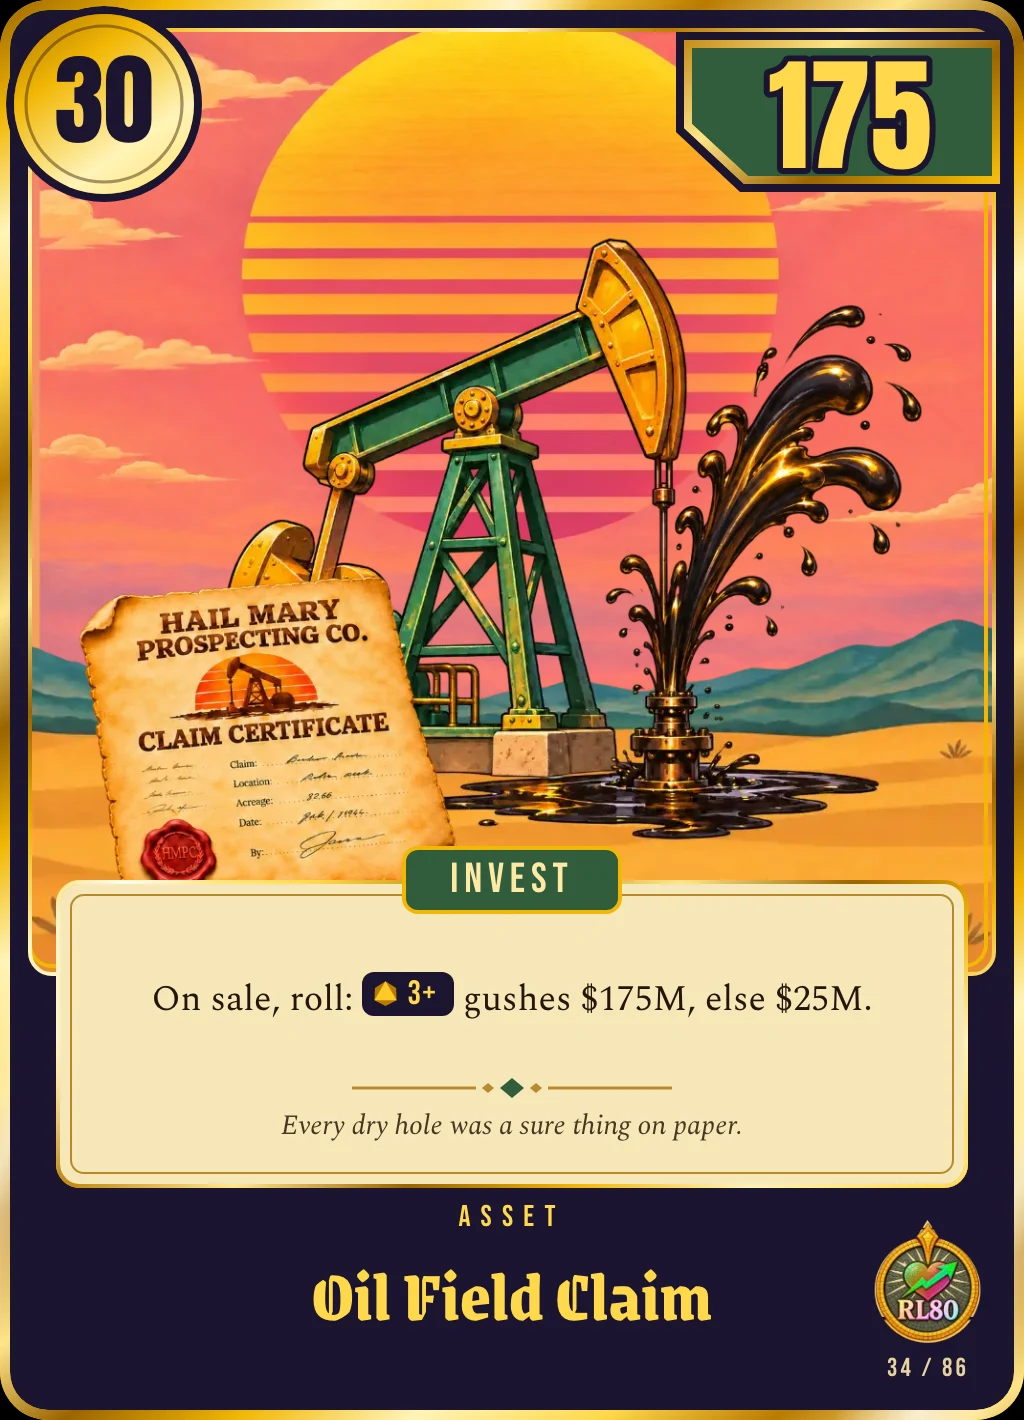 30
175
HAIL MARY
PROSPECTING CO.
CLAIM CERTIFICATE
Claim:
Location:
Acreage: 32.66
Date:
By:
HMPC
INVEST
On sale, roll: 3+ gushes $175M, else $25M.
Every dry hole was a sure thing on paper.
ASSET
Oil Field Claim
RL80
34 / 86